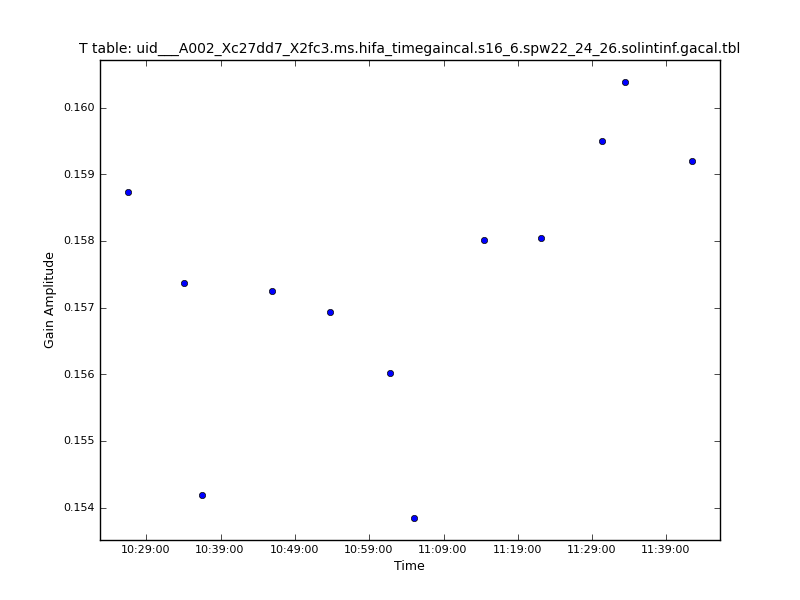 T table: uid___A002_Xc27dd7_X2fc3.ms.hifa_timegaincal.s16_6.spw22_24_26.solintinf.gacal.tbl
0.160
0.159
0.158
0.157
0.156
0.155
0.154
Gain Amplitude
10:29:00 10:39:00 10:49:00 10:59:00 11:09:00 11:19:00 11:29:00 11:39:00
Time